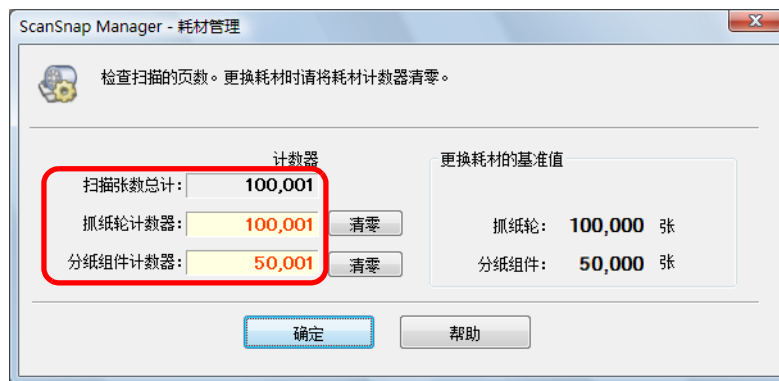 ScanSnap Manager - 耗材管理
检查扫描的页数。更换耗材时请将耗材计数器清零。
计数器
扫描张数总计: 100,001
抓纸轮计数器: 100,001 清零
分纸组件计数器: 50,001 清零
更换耗材的基准值
抓纸轮: 100,000 张
分纸组件: 50,000 张
确定 帮助